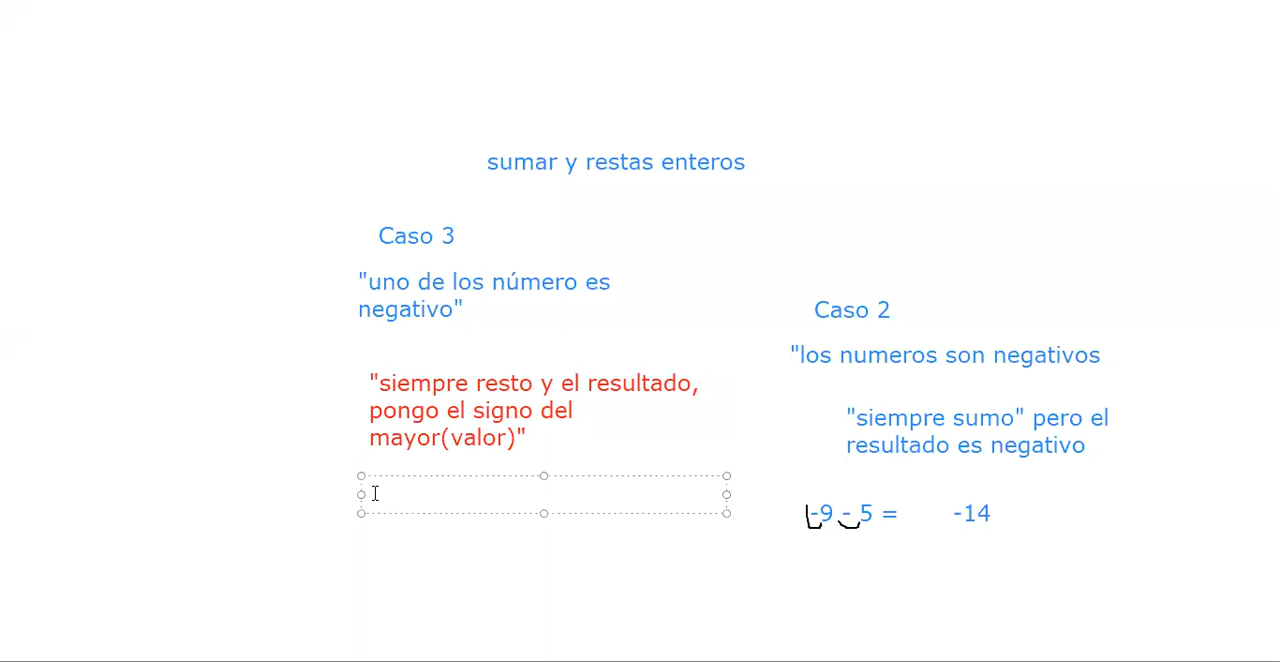 sumar y restas enteros
Caso 3
"uno de los número es
negativo"
"siempre resto y el resultado,
pongo el signo del
mayor(valor)"
Caso 2
"los numeros son negativos
"siempre sumo" pero el
resultado es negativo
-9 - 5 = -14